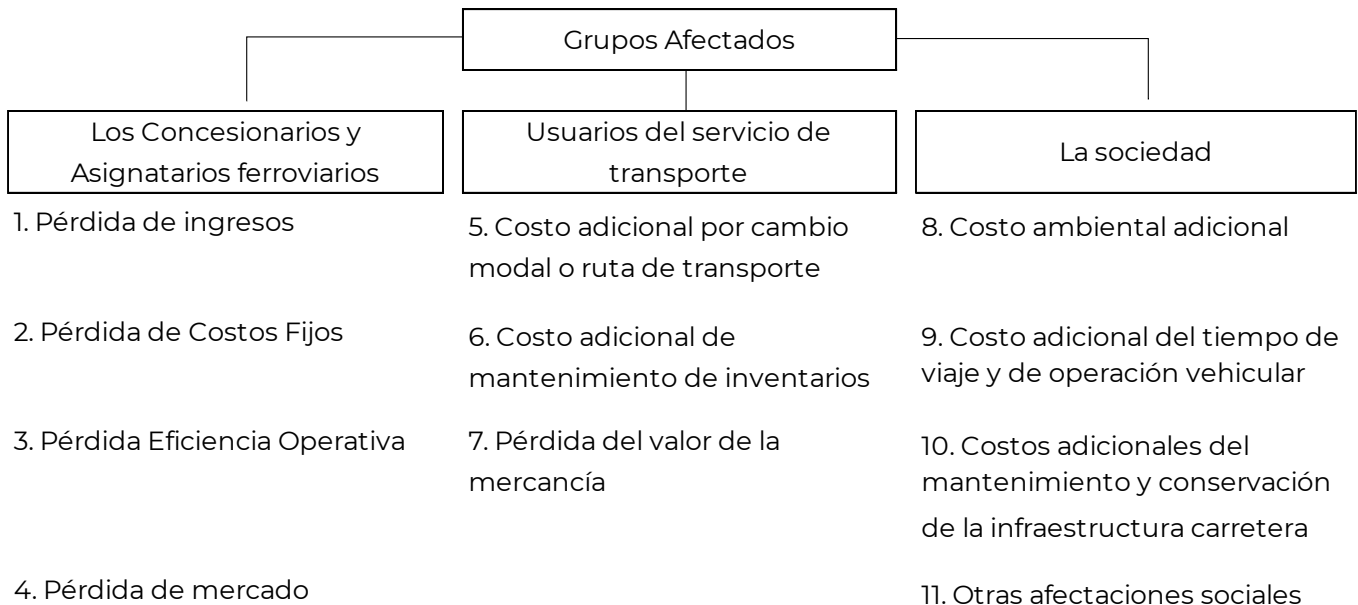 Grupos Afectados
Los Concesionarios y
Asignatarios ferroviarios
1. Pérdida de ingresos
2. Pérdida de Costos Fijos
3. Pérdida Eficiencia Operativa
4. Pérdida de mercado
Usuarios del servicio de
transporte
5. Costo adicional por cambio
modal o ruta de transporte
6. Costo adicional de
mantenimiento de inventarios
7. Pérdida del valor de la
mercancía
La sociedad
8. Costo ambiental adicional
9. Costo adicional del tiempo de
viaje y de operación vehicular
10. Costos adicionales del
mantenimiento y conservación
de la infraestructura carretera
11. Otras afectaciones sociales